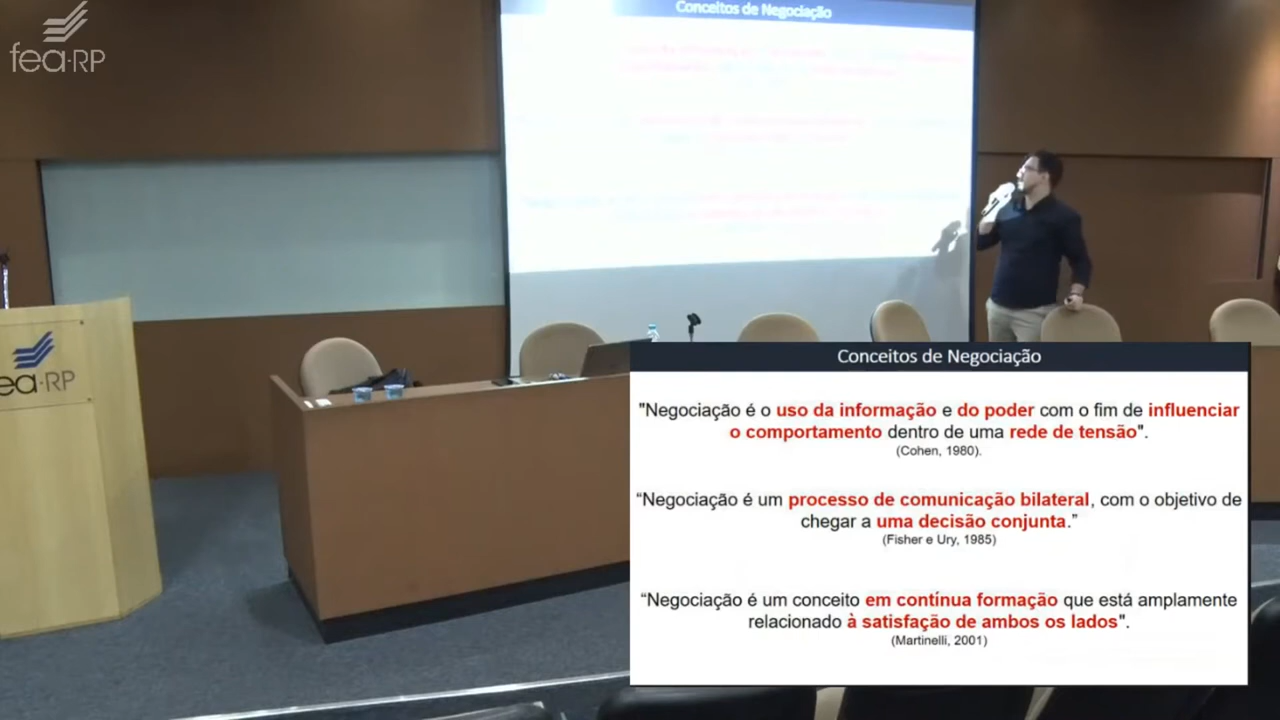 fea-RP
Conceitos de Negociação
ea-RP
Conceitos de Negociação
"Negociação é o uso da informação e do poder com o fim de influenciar
o comportamento dentro de uma rede de tensão".
(Cohen, 1980).
“Negociação é um processo de comunicação bilateral, com o objetivo de
chegar a uma decisão conjunta.”
(Fisher e Ury, 1985)
“Negociação é um conceito em contínua formação que está amplamente
relacionado à satisfação de ambos os lados".
(Martinelli, 2001)